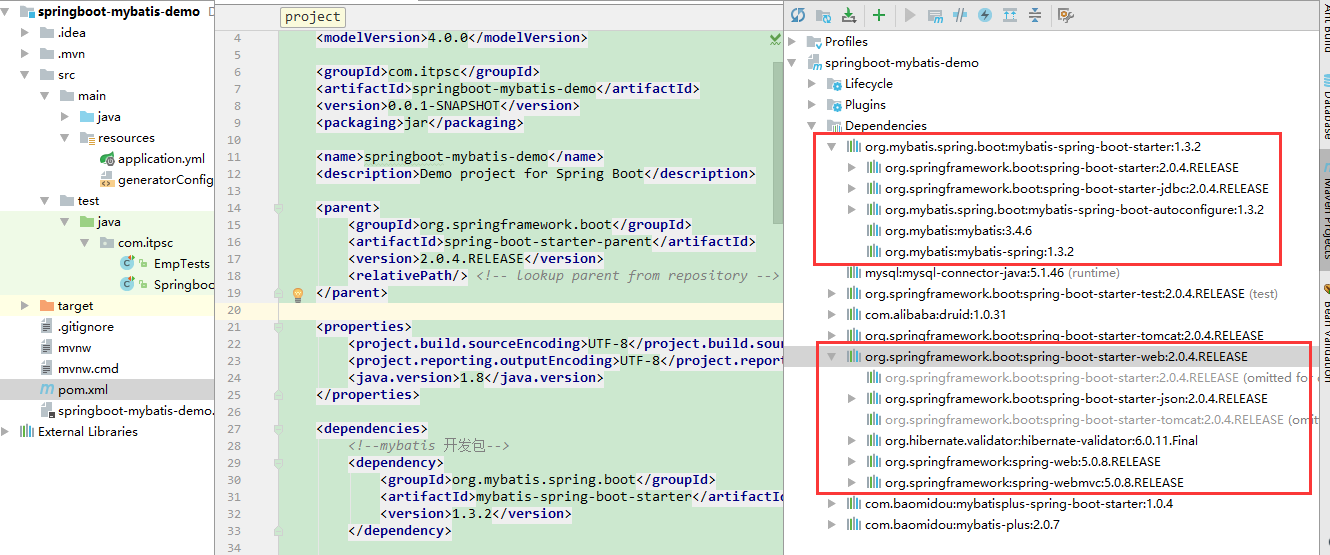 springboot-mybatis-demo
.idea
.mvn
src
main
java
resources
application.yml
generatorConfig
test
java
com.itpsc
EmpTests
Springboo
target
.gitignore
mvnw
mvnw.cmd
pom.xml
springboot-mybatis-demo.
External Libraries
project
4 <modelVersion>4.0.0</modelVersion>
5
6 <groupId>com.itpsc</groupId>
7 <artifactId>springboot-mybatis-demo</artifactId>
8 <version>0.0.1-SNAPSHOT</version>
9 <packaging>jar</packaging>
10
11 <name>springboot-mybatis-demo</name>
12 <description>Demo project for Spring Boot</description>
13
14 <parent>
15 <groupId>org.springframework.boot</groupId>
16 <artifactId>spring-boot-starter-parent</artifactId>
17 <version>2.0.4.RELEASE</version>
18 <relativePath/> <!-- lookup parent from repository -->
19 </parent>
20
21 <properties>
22 <project.build.sourceEncoding>UTF-8</project.build.sou
23 <project.reporting.outputEncoding>UTF-8</project.report
24 <java.version>1.8</java.version>
25 </properties>
26
27 <dependencies>
28 <!--mybatis 开发包-->
29 <dependency>
30 <groupId>org.mybatis.spring.boot</groupId>
31 <artifactId>mybatis-spring-boot-starter</artifactI
32 <version>1.3.2</version>
33 </dependency>
34
Profiles
springboot-mybatis-demo
Lifecycle
Plugins
Dependencies
org.mybatis.spring.boot:mybatis-spring-boot-starter:1.3.2
org.springframework.boot:spring-boot-starter:2.0.4.RELEASE
org.springframework.boot:spring-boot-starter-jdbc:2.0.4.RELEASE
org.mybatis.spring.boot:mybatis-spring-boot-autoconfigure:1.3.2
org.mybatis:mybatis:3.4.6
org.mybatis:mybatis-spring:1.3.2
mysql:mysql-connector-java:5.1.46 (runtime)
org.springframework.boot:spring-boot-starter-test:2.0.4.RELEASE (test)
com.alibaba:druid:1.0.31
org.springframework.boot:spring-boot-starter-tomcat:2.0.4.RELEASE
org.springframework.boot:spring-boot-starter-web:2.0.4.RELEASE
org.springframework.boot:spring-boot-starter:2.0.4.RELEASE (omitted for
org.springframework.boot:spring-boot-starter-json:2.0.4.RELEASE
org.springframework.boot:spring-boot-starter-tomcat:2.0.4.RELEASE (omit
org.hibernate.validator:hibernate-validator:6.0.11.Final
org.springframework:spring-web:5.0.8.RELEASE
org.springframework:spring-webmvc:5.0.8.RELEASE
com.baomidou:mybatisplus-spring-boot-starter:1.0.4
com.baomidou:mybatis-plus:2.0.7
Ant Build
Database
Maven Projects
Bean Validation